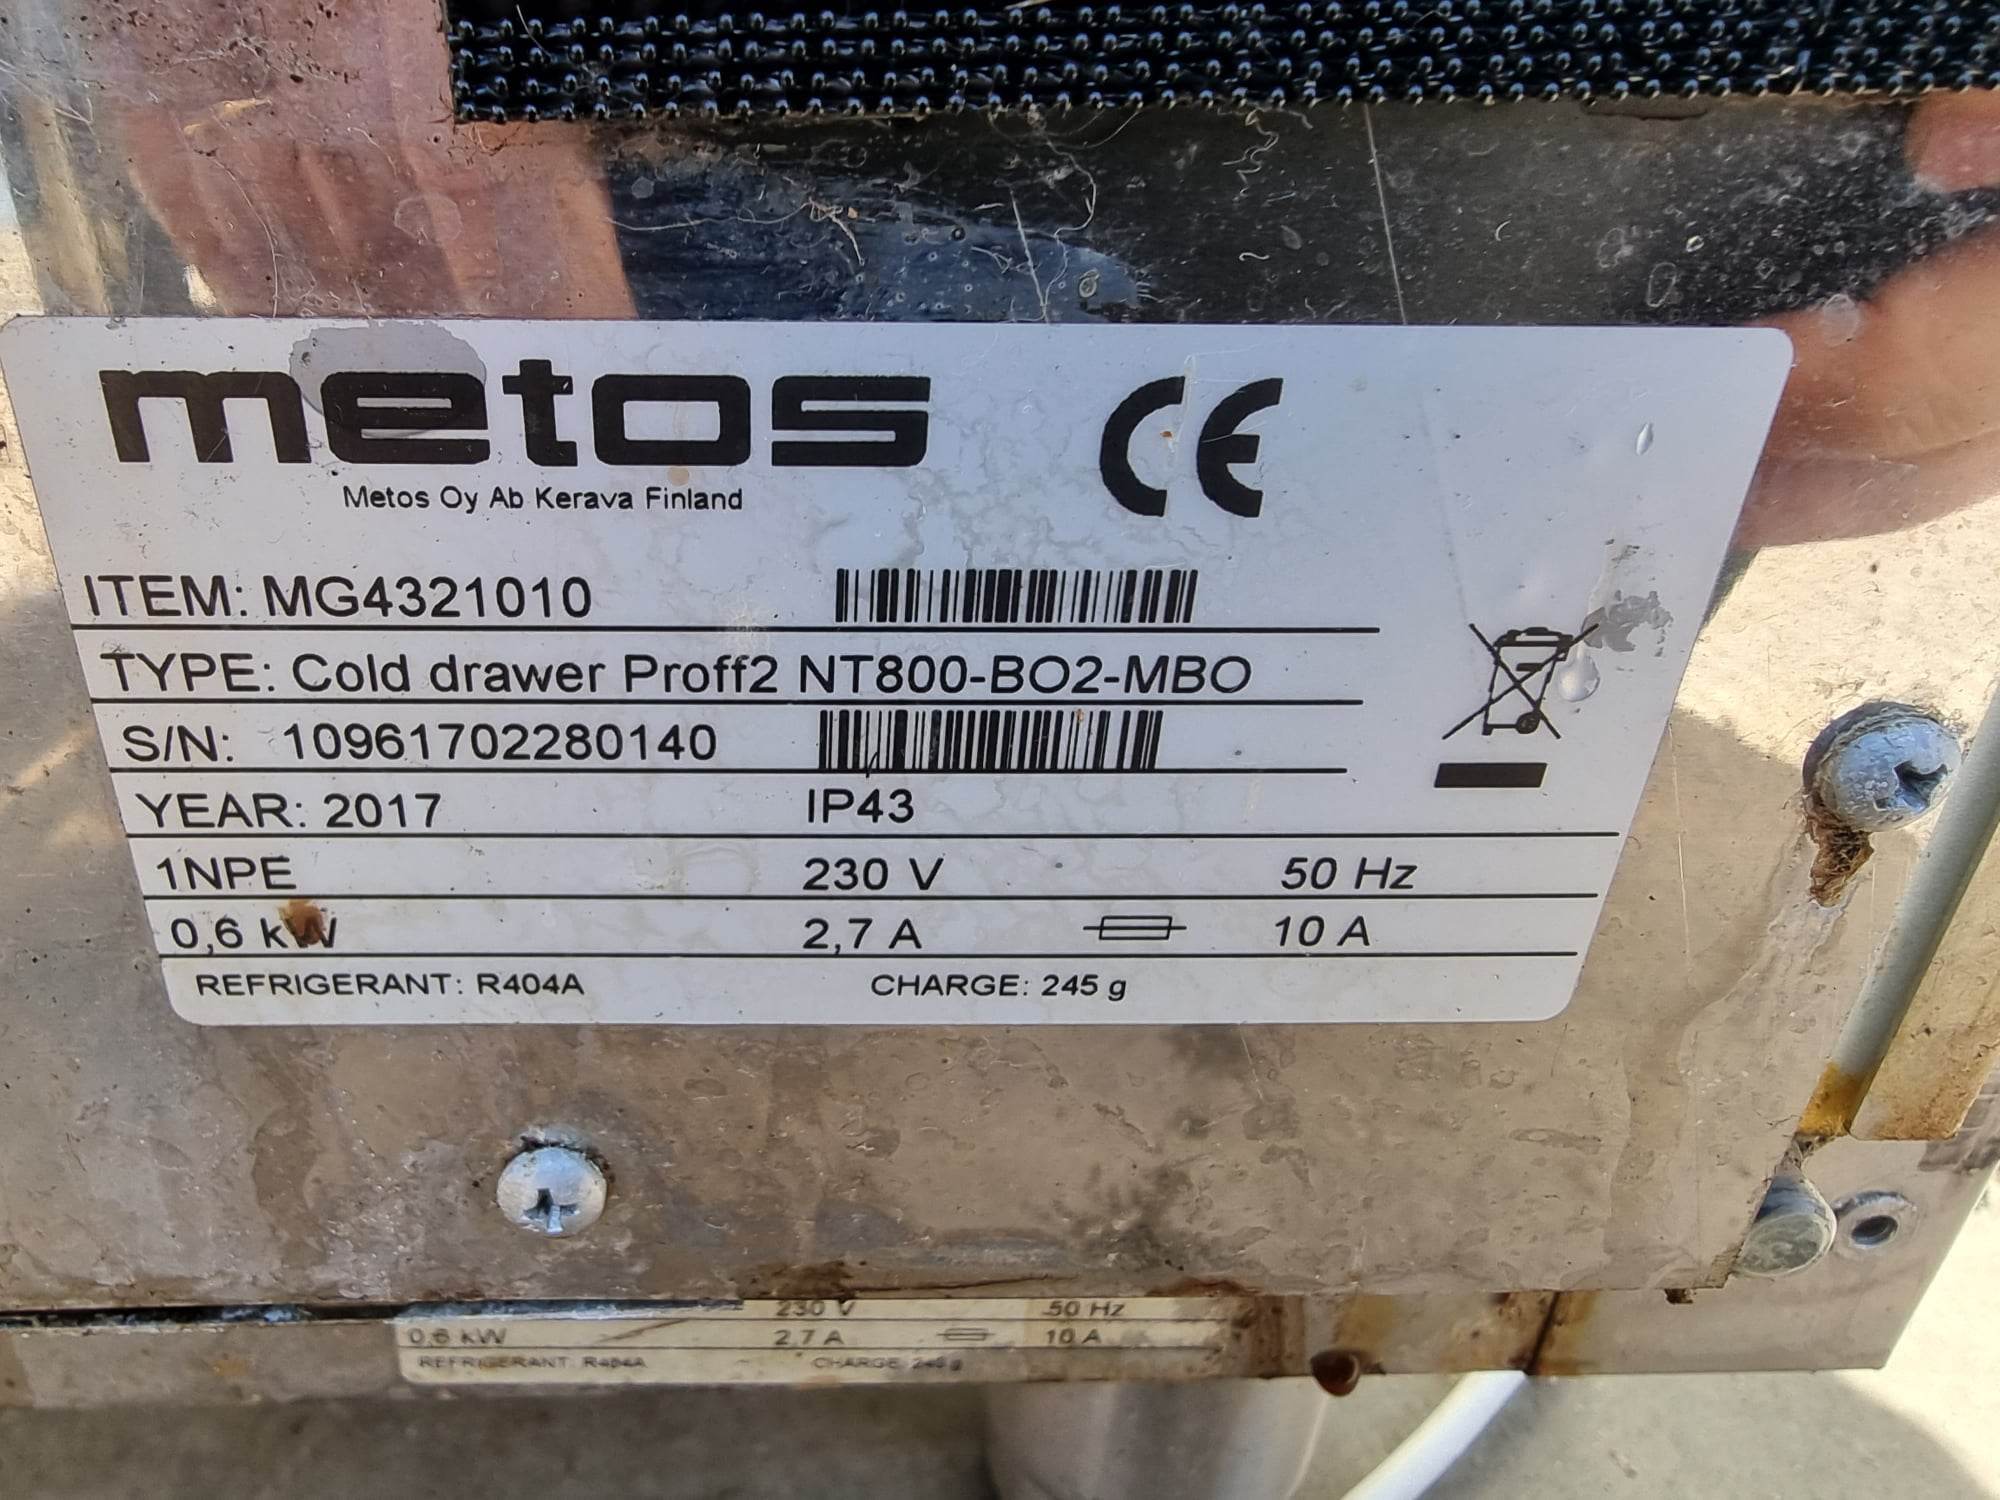 metos
CE
Metos Oy Ab Kerava Finland
ITEM: MG4321010
TYPE: Cold drawer Proff2 NT800-BO2-MBO
S/N: 10961702280140
YEAR: 2017 IP43
1NPE 230 V 50 Hz
0,6 kW 2,7 A 10 A
REFRIGERANT: R404A CHARGE: 245 g
230 V 50 Hz
0,6 kW 2,7 A 10 A
REFRIGERANT: R404A CHARGE: 245 g